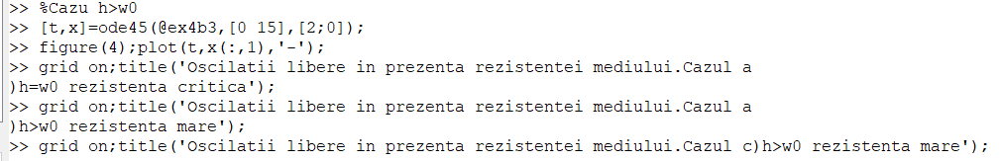 >> %Cazu h>w0
>> [t,x]=ode45(@ex4b3,[0 15],[2;0]);
>> figure(4);plot(t,x(:,1),'-');
>> grid on;title('Oscilatii libere in prezenta rezistentei mediului.Cazul a
)h=w0 rezistenta critica');
>> grid on;title('Oscilatii libere in prezenta rezistentei mediului.Cazul a
)h>w0 rezistenta mare');
>> grid on;title('Oscilatii libere in prezenta rezistentei mediului.Cazul c)h>w0 rezistenta mare');